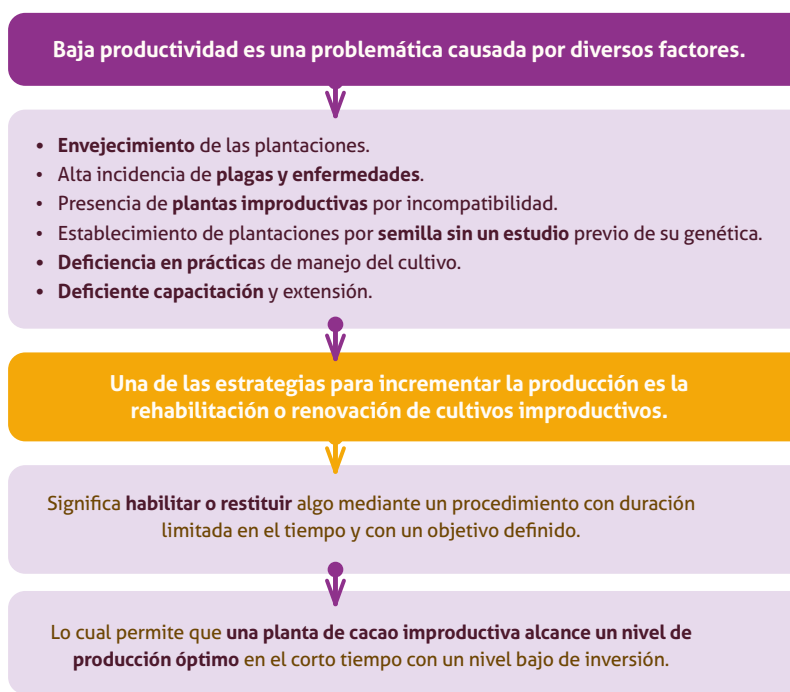 Baja productividad es una problemática causada por diversos factores.
• Envejecimiento de las plantaciones.
• Alta incidencia de plagas y enfermedades.
• Presencia de plantas improductivas por incompatibilidad.
• Establecimiento de plantaciones por semilla sin un estudio previo de su genética.
• Deficiencia en prácticas de manejo del cultivo.
• Deficiente capacitación y extensión.
Una de las estrategias para incrementar la producción es la
rehabilitación o renovación de cultivos improductivos.
Significa habilitar o restituir algo mediante un procedimiento con duración
limitada en el tiempo y con un objetivo definido.
Lo cual permite que una planta de cacao improductiva alcance un nivel de
producción óptimo en el corto tiempo con un nivel bajo de inversión.